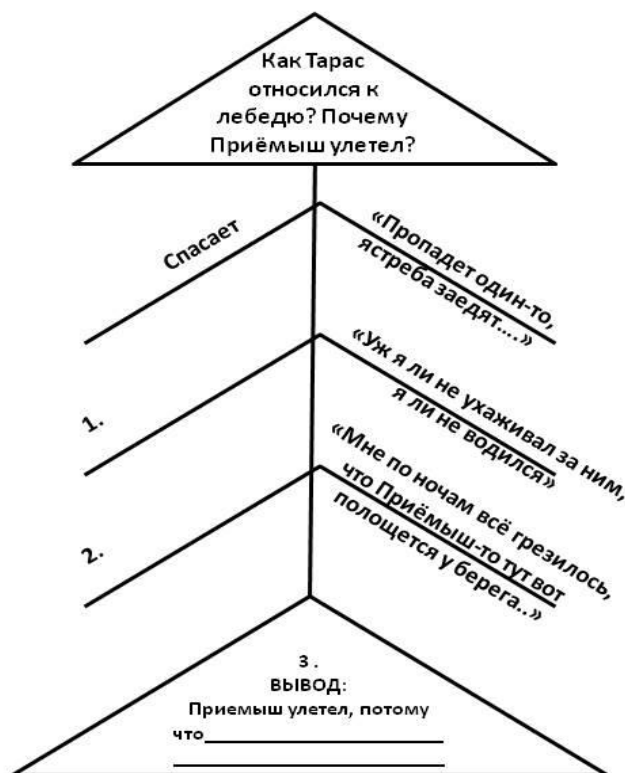 Как Тарас
относился к
лебедю? Почему
Приёмыш улетел?
Спасает
«Пропадет один-то,
ястреба заедят....»
1.
«Уж я ли не ухаживал за ним,
я ли не водился»
2.
«Мне по ночам всё грезилось,
что Приёмыш-то тут вот
полощется у берега..»
3 .
ВЫВОД:
Приемыш улетел, потому
что____________________
____________________